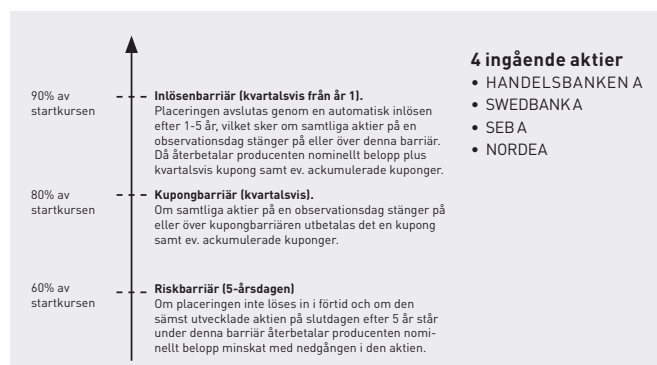 90% av
startkursen
Inlösenbarriär (kvartalsvis från år 1).
Placeringen avslutas genom en automatisk inlösen
efter 1-5 år, vilket sker om samtliga aktier på en
observationsdag stänger på eller över denna barriär.
Då återbetalar producenten nominellt belopp plus
kvartalsvis kupong samt ev. ackumulerade kuponger.
80% av
startkursen
Kupongbarriär (kvartalsvis).
Om samtliga aktier på en observationsdag stänger på
eller över kupongbarriären utbetalas det en kupong
samt ev. ackumulerade kuponger.
60% av
startkursen
Riskbarriär (5-årsdagen)
Om placeringen inte löses in i förtid och om den
sämst utvecklade aktien på slutdagen efter 5 år står
under denna barriär återbetalar producenten nomi-
nellt belopp minskat med nedgången i den aktien.
4 ingående aktier
• HANDELSBANKEN A
• SWEDBANK A
• SEB A
• NORDEA